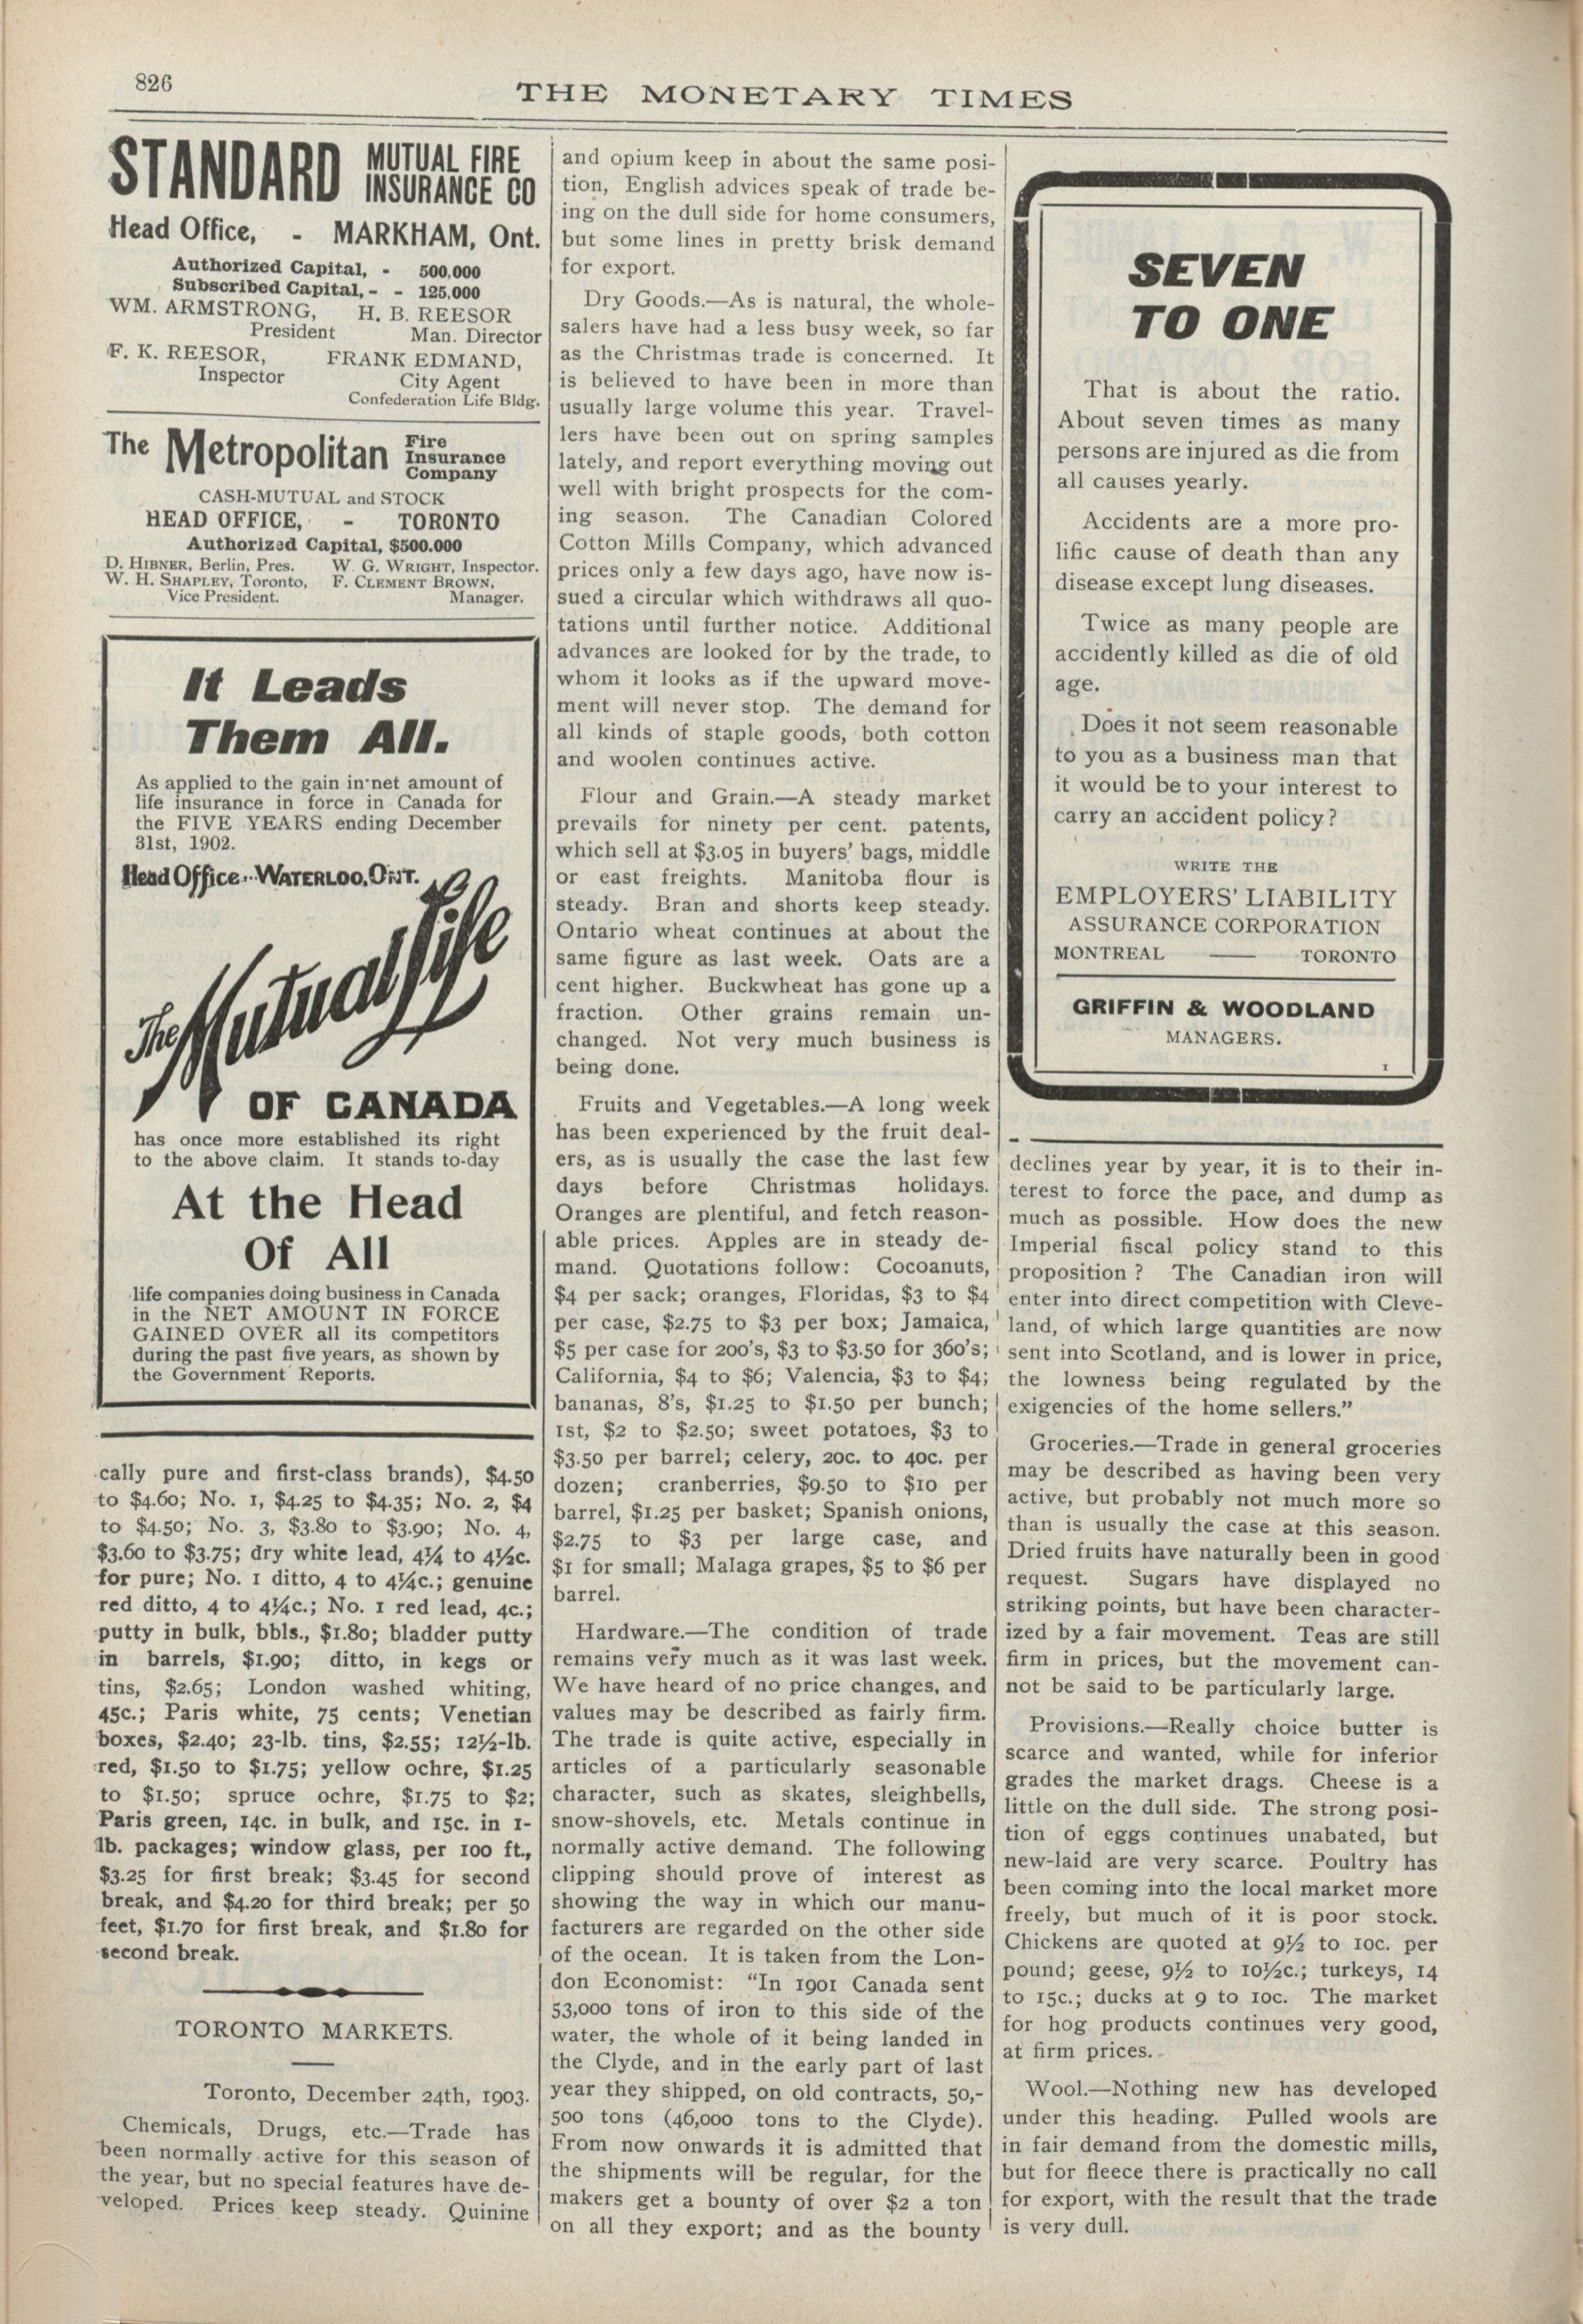 826
THE MONETARY TIMES
STANDARD MUTUAL FIRE
INSURANCE CO
Head Office, - MARKHAM, Ont.
Authorized Capital, - 500,000
Subscribed Capital, - - 125,000
WM. ARMSTRONG, H. B. REESOR
President Man. Director
F. K. REESOR, FRANK EDMAND,
Inspector City Agent
Confederation Life Bldg.
The Metropolitan Fire
Insurance
Company
CASH-MUTUAL and STOCK
HEAD OFFICE, - TORONTO
Authorized Capital, $500.000
D. HIBNER, Berlin, Pres. W. G. WRIGHT, Inspector.
W. H. SHAPLEY, Toronto, F. CLEMENT BROWN,
Vice President. Manager.
It Leads
Them All.
As applied to the gain in net amount of
life insurance in force in Canada for
the FIVE YEARS ending December
31st, 1902.
Head Office.. WATERLOO, ONT.
The Mutual Life
OF CANADA
has once more established its right
to the above claim. It stands to-day
At the Head
Of All
life companies doing business in Canada
in the NET AMOUNT IN FORCE
GAINED OVER all its competitors
during the past five years, as shown by
the Government Reports.
cally pure and first-class brands), $4.50
to $4.60; No. 1, $4.25 to $4.35; No. 2, $4
to $4.50; No. 3, $3.80 to $3.90; No. 4,
$3.60 to $3.75; dry white lead, 4¼ to 4½c.
for pure; No. 1 ditto, 4 to 4¼c.; genuine
red ditto, 4 to 4¼c.; No. 1 red lead, 4c.;
putty in bulk, bbls., $1.80; bladder putty
in barrels, $1.90; ditto, in kegs or
tins, $2.65; London washed whiting,
45c.; Paris white, 75 cents; Venetian
boxes, $2.40; 23-lb. tins, $2.55; 12½-lb.
red, $1.50 to $1.75; yellow ochre, $1.25
to $1.50; spruce ochre, $1.75 to $2;
Paris green, 14c. in bulk, and 15c. in 1-
lb. packages; window glass, per 100 ft.,
$3.25 for first break; $3.45 for second
break, and $4.20 for third break; per 50
feet, $1.70 for first break, and $1.80 for
second break.
TORONTO MARKETS.
Toronto, December 24th, 1903.
Chemicals, Drugs, etc.—Trade has
been normally active for this season of
the year, but no special features have de-
veloped. Prices keep steady. Quinine
and opium keep in about the same posi-
tion, English advices speak of trade be-
ing on the dull side for home consumers,
but some lines in pretty brisk demand
for export.
Dry Goods.—As is natural, the whole-
salers have had a less busy week, so far
as the Christmas trade is concerned. It
is believed to have been in more than
usually large volume this year. Travel-
lers have been out on spring samples
lately, and report everything moving out
well with bright prospects for the com-
ing season. The Canadian Colored
Cotton Mills Company, which advanced
prices only a few days ago, have now is-
sued a circular which withdraws all quo-
tations until further notice. Additional
advances are looked for by the trade, to
whom it looks as if the upward move-
ment will never stop. The demand for
all kinds of staple goods, both cotton
and woolen continues active.
Flour and Grain.—A steady market
prevails for ninety per cent. patents,
which sell at $3.05 in buyers' bags, middle
or east freights. Manitoba flour is
steady. Bran and shorts keep steady.
Ontario wheat continues at about the
same figure as last week. Oats are a
cent higher. Buckwheat has gone up a
fraction. Other grains remain un-
changed. Not very much business is
being done.
Fruits and Vegetables.—A long week
has been experienced by the fruit deal-
ers, as is usually the case the last few
days before Christmas holidays.
Oranges are plentiful, and fetch reason-
able prices. Apples are in steady de-
mand. Quotations follow: Cocoanuts,
$4 per sack; oranges, Floridas, $3 to $4
per case, $2.75 to $3 per box; Jamaica,
$5 per case for 200's, $3 to $3.50 for 360's;
California, $4 to $6; Valencia, $3 to $4;
bananas, 8's, $1.25 to $1.50 per bunch;
1st, $2 to $2.50; sweet potatoes, $3 to
$3.50 per barrel; celery, 20c. to 40c. per
dozen; cranberries, $9.50 to $10 per
barrel, $1.25 per basket; Spanish onions,
$2.75 to $3 per large case, and
$1 for small; Malaga grapes, $5 to $6 per
barrel.
Hardware.—The condition of trade
remains very much as it was last week.
We have heard of no price changes, and
values may be described as fairly firm.
The trade is quite active, especially in
articles of a particularly seasonable
character, such as skates, sleighbells,
snow-shovels, etc. Metals continue in
normally active demand. The following
clipping should prove of interest as
showing the way in which our manu-
facturers are regarded on the other side
of the ocean. It is taken from the Lon-
don Economist: "In 1901 Canada sent
53,000 tons of iron to this side of the
water, the whole of it being landed in
the Clyde, and in the early part of last
year they shipped, on old contracts, 50,-
500 tons (46,000 tons to the Clyde).
From now onwards it is admitted that
the shipments will be regular, for the
makers get a bounty of over $2 a ton
on all they export; and as the bounty
SEVEN
TO ONE
That is about the ratio.
About seven times as many
persons are injured as die from
all causes yearly.
Accidents are a more pro-
lific cause of death than any
disease except lung diseases.
Twice as many people are
accidently killed as die of old
age.
Does it not seem reasonable
to you as a business man that
it would be to your interest to
carry an accident policy?
WRITE THE
EMPLOYERS' LIABILITY
ASSURANCE CORPORATION
MONTREAL —— TORONTO
GRIFFIN & WOODLAND
MANAGERS.
1
declines year by year, it is to their in-
terest to force the pace, and dump as
much as possible. How does the new
Imperial fiscal policy stand to this
proposition? The Canadian iron will
enter into direct competition with Cleve-
land, of which large quantities are now
sent into Scotland, and is lower in price,
the lowness being regulated by the
exigencies of the home sellers."
Groceries.—Trade in general groceries
may be described as having been very
active, but probably not much more so
than is usually the case at this season.
Dried fruits have naturally been in good
request. Sugars have displayed no
striking points, but have been character-
ized by a fair movement. Teas are still
firm in prices, but the movement can-
not be said to be particularly large.
Provisions.—Really choice butter is
scarce and wanted, while for inferior
grades the market drags. Cheese is a
little on the dull side. The strong posi-
tion of eggs continues unabated, but
new-laid are very scarce. Poultry has
been coming into the local market more
freely, but much of it is poor stock.
Chickens are quoted at 9½ to 10c. per
pound; geese, 9½ to 10½c.; turkeys, 14
to 15c.; ducks at 9 to 10c. The market
for hog products continues very good,
at firm prices.
Wool.—Nothing new has developed
under this heading. Pulled wools are
in fair demand from the domestic mills,
but for fleece there is practically no call
for export, with the result that the trade
is very dull.